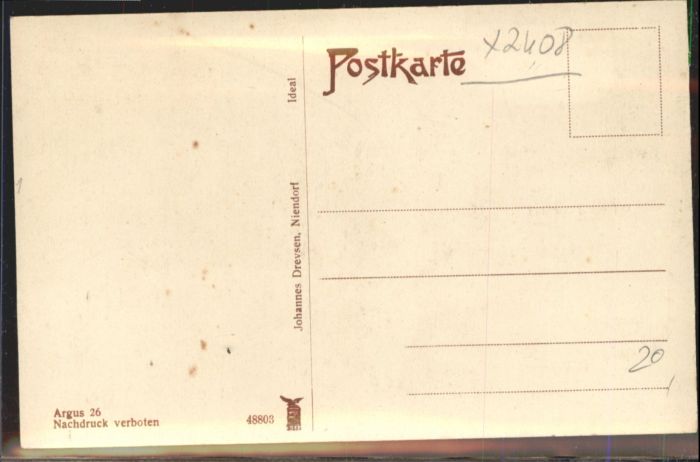 Postkarte
x2408
Ideal
Johannes Drevsen, Niendorf
20
Argus 26
Nachdruck verboten
48803